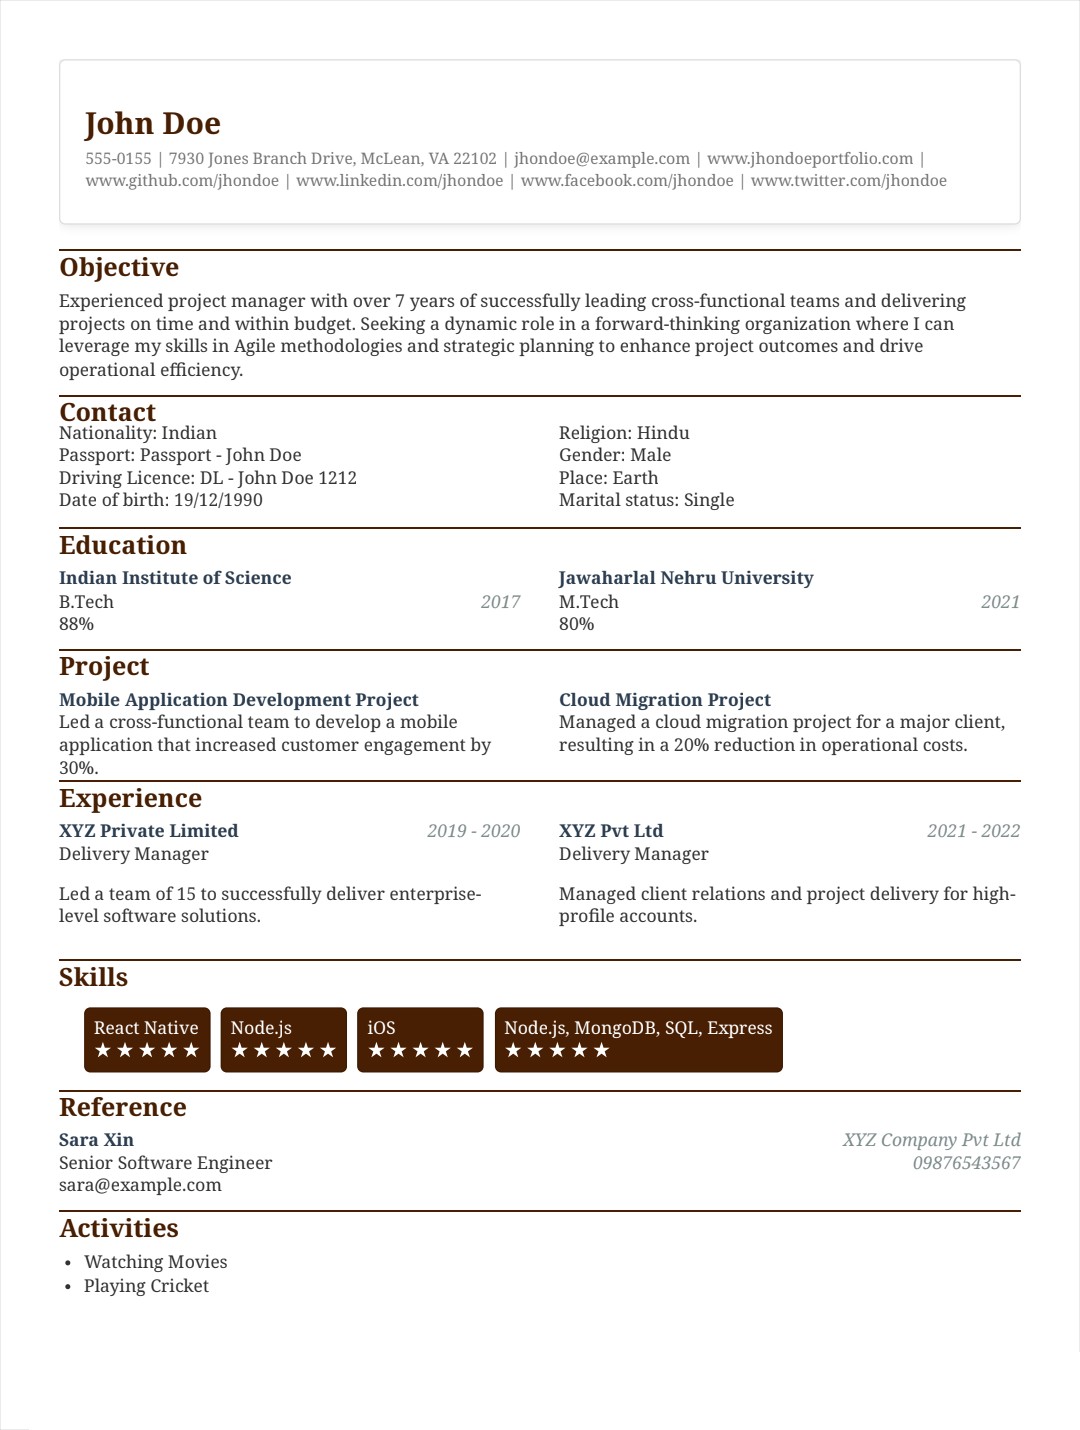 John Doe
555-0155 | 7930 Jones Branch Drive, McLean, VA 22102 | jhondoe@example.com | www.jhondoeportfolio.com |
www.github.com/jhondoe | www.linkedin.com/jhondoe | www.facebook.com/jhondoe | www.twitter.com/jhondoe
Objective
Experienced project manager with over 7 years of successfully leading cross-functional teams and delivering
projects on time and within budget. Seeking a dynamic role in a forward-thinking organization where I can
leverage my skills in Agile methodologies and strategic planning to enhance project outcomes and drive
operational efficiency.
Contact
Nationality: Indian
Passport: Passport - John Doe
Driving Licence: DL - John Doe 1212
Date of birth: 19/12/1990
Religion: Hindu
Gender: Male
Place: Earth
Marital status: Single
Education
Indian Institute of Science
B.Tech 2017
88%
Jawaharlal Nehru University
M.Tech 2021
80%
Project
Mobile Application Development Project
Led a cross-functional team to develop a mobile
application that increased customer engagement by
30%.
Cloud Migration Project
Managed a cloud migration project for a major client,
resulting in a 20% reduction in operational costs.
Experience
XYZ Private Limited 2019 - 2020
Delivery Manager
Led a team of 15 to successfully deliver enterprise-
level software solutions.
XYZ Pvt Ltd 2021 - 2022
Delivery Manager
Managed client relations and project delivery for high-
profile accounts.
Skills
React Native
★★★★★
Node.js
★★★★★
iOS
★★★★★
Node.js, MongoDB, SQL, Express
★★★★★
Reference
Sara Xin XYZ Company Pvt Ltd
Senior Software Engineer 09876543567
sara@example.com
Activities
• Watching Movies
• Playing Cricket